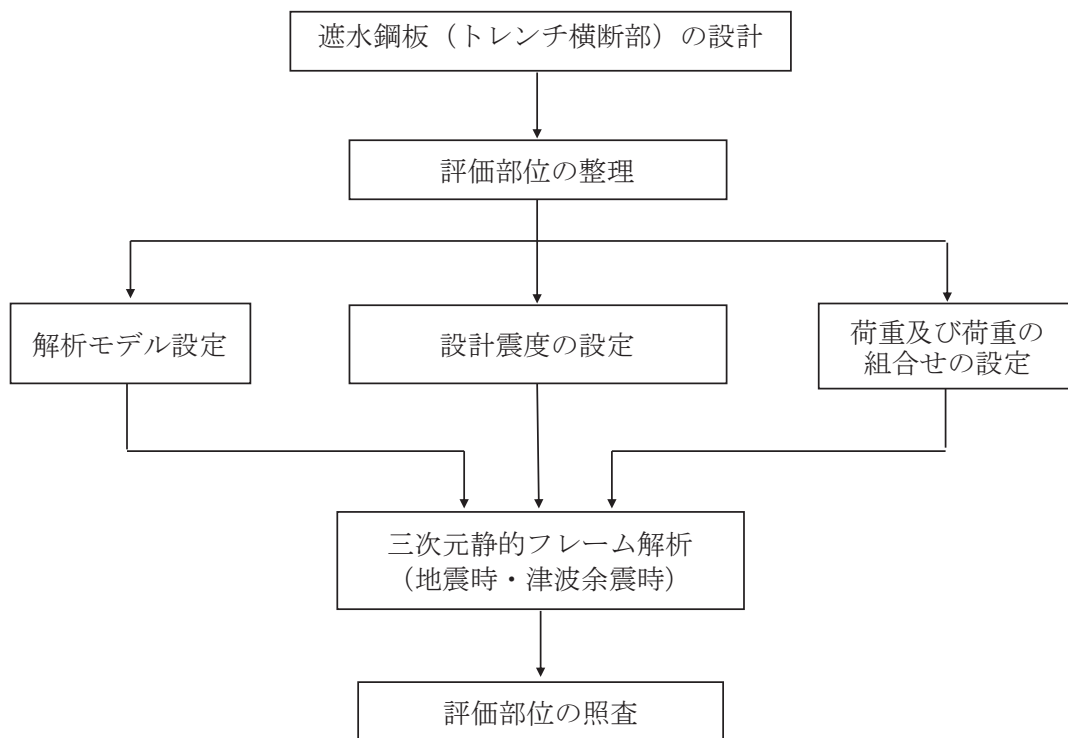 遮水鋼板（トレンチ横断部）の設計
評価部位の整理
解析モデル設定
設計震度の設定
荷重及び荷重の
組合せの設定
三次元静的フレーム解析
（地震時・津波余震時）
評価部位の照査